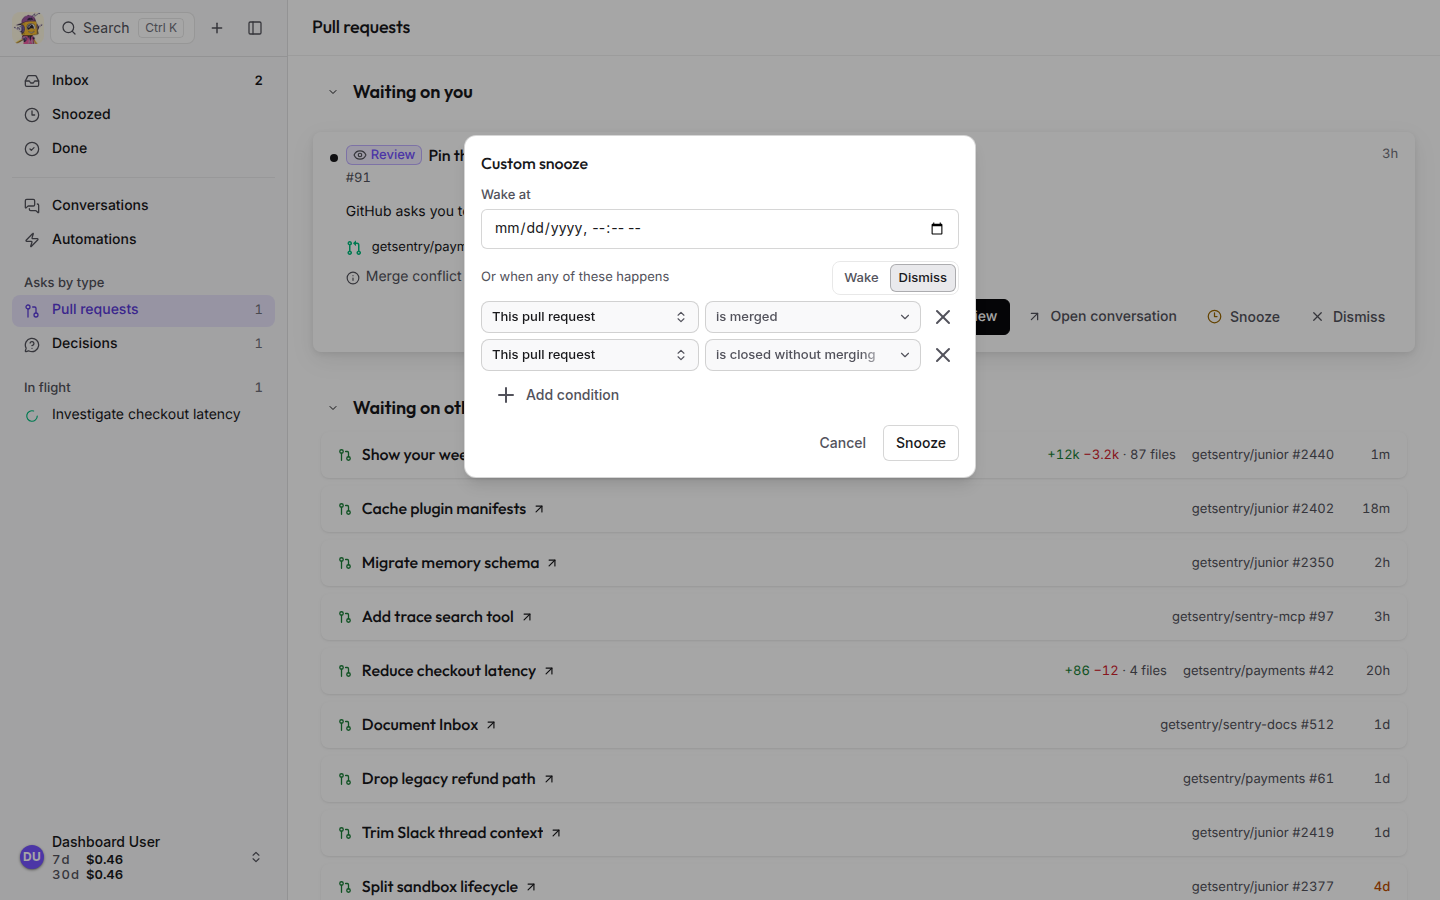 Search Ctrl K
Inbox 2
Snoozed
Done
Conversations
Automations
Asks by type
Pull requests 1
Decisions 1
In flight 1
Investigate checkout latency
DU
Dashboard User
7d $0.46
30d $0.46
Pull requests
Waiting on you
Review Pin th 3h
#91
GitHub asks you to
getsentry/paym
Merge conflict
iew Open conversation Snooze Dismiss
Custom snooze
Wake at
mm/dd/yyyy, --:-- --
Or when any of these happens Wake Dismiss
This pull request is merged
This pull request is closed without merging
Add condition
Cancel Snooze
Waiting on oth
Show your wee +12k −3.2k · 87 files getsentry/junior #2440 1m
Cache plugin manifests getsentry/junior #2402 18m
Migrate memory schema getsentry/junior #2350 2h
Add trace search tool getsentry/sentry-mcp #97 3h
Reduce checkout latency +86 −12 · 4 files getsentry/payments #42 20h
Document Inbox getsentry/sentry-docs #512 1d
Drop legacy refund path getsentry/payments #61 1d
Trim Slack thread context getsentry/junior #2419 1d
Split sandbox lifecycle getsentry/junior #2377 4d